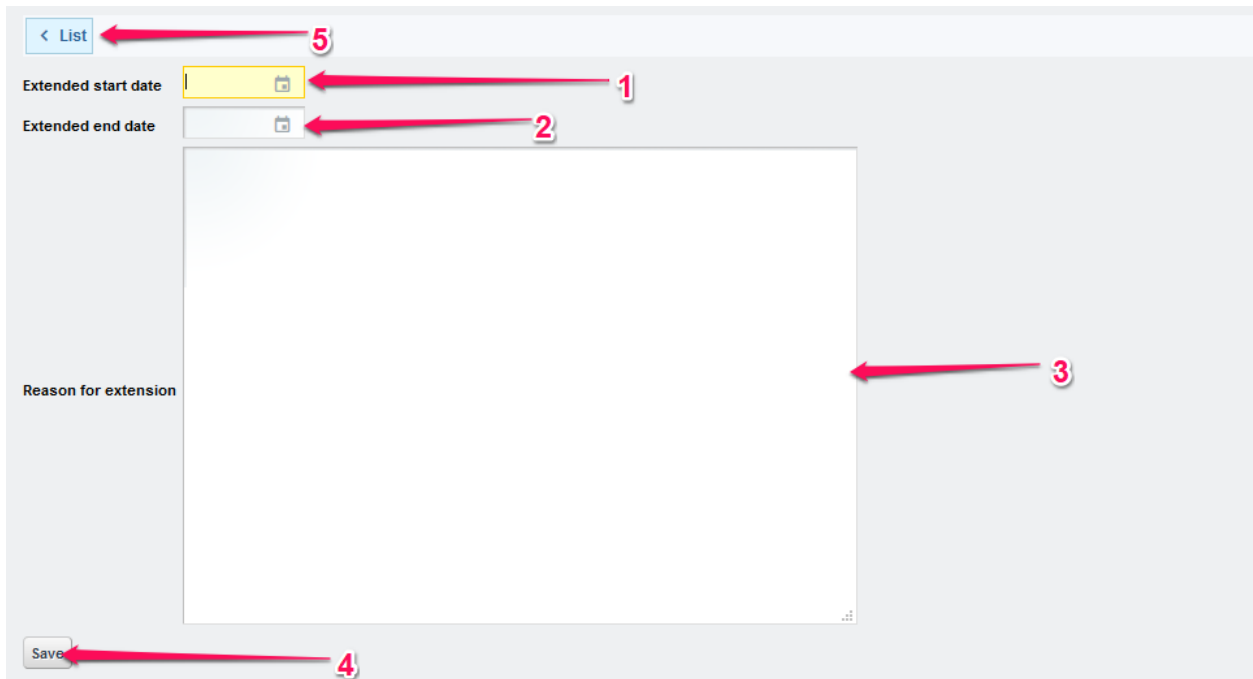 < List
5
Extended start date
1
Extended end date
2
Reason for extension
3
Save
4